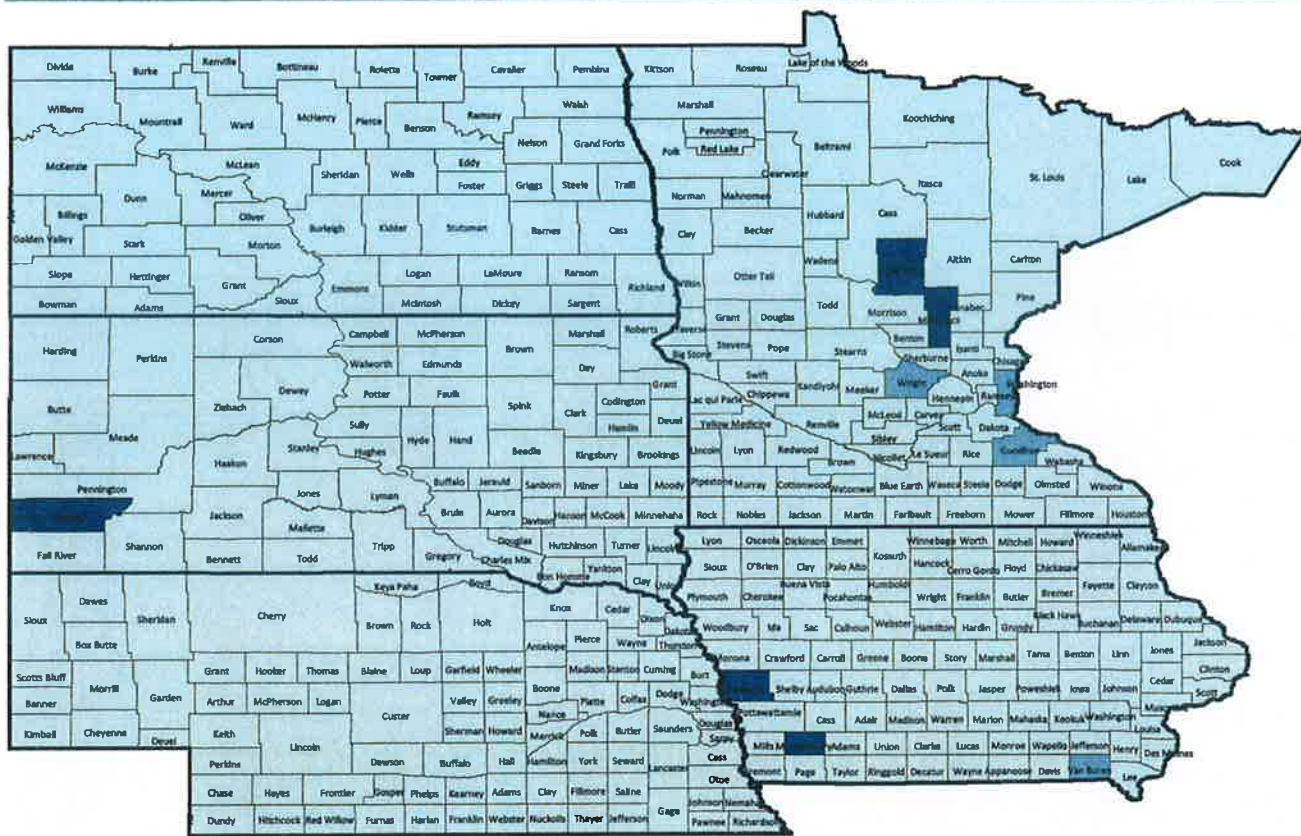 Divide Burke Renville Bottineau Rolette Towner Cavalier Pembina Kittson Roseau Lake of the Woods
Williams Mountrail Ward McHenry Pierce Benson Ramsey Walsh Marshall Koochiching
Nelson Grand Forks Polk Pennington Red Lake Beltrami Clearwater Cook
McKenzie McLean Sheridan Wells Eddy Foster Griggs Steele Traill Norman Mahnomen Itasca St. Louis Lake
Dunn Mercer Oliver Hubbard Cass
Golden Valley Billings Stark Morton Burleigh Kidder Stutsman Barnes Cass Clay Becker
Wadena Aitkin Carlton
Slope Hettinger Grant Logan LaMoure Ransom Otter Tail
Bowman Adams Sioux Emmons McIntosh Dickey Sargent Richland Pine
Todd Morrison
Harding Perkins Corson Campbell McPherson Brown Marshall Roberts Grant Douglas Benton
Walworth Edmunds Day Big Stone Stevens Pope Stearns Sherburne Isanti
Dewey Potter Faulk Grant Swift Kandiyohi Meeker Wright Anoka
Butte Ziebach Spink Clark Codington Lac qui Parle Chippewa Hennepin
Meade Sully Hamlin Deuel Renville McLeod Carver Scott Dakota
Lawrence Haakon Stanley Hughes Hyde Hand Beadle Kingsbury Brookings Yellow Medicine Sibley
Lincoln Lyon Redwood Brown Nicollet Le Sueur Rice Wabasha
Pennington Jones Lyman Buffalo Jerauld Sanborn Miner Lake Moody Pipestone Murray Cottonwood Watonwan Blue Earth Waseca Steele Dodge Olmsted Winona
Jackson Mellette Brule Aurora Davison Hanson McCook Minnehaha Rock Nobles Jackson Martin Faribault Freeborn Mower Fillmore Houston
Fall River Shannon Bennett Todd Tripp Gregory Douglas Charles Mix Hutchinson Turner Lincoln
Bon Homme Yankton Clay Union
Lyon Osceola Dickinson Emmet Kossuth Winnebago Worth Mitchell Howard Winneshiek
Sioux O'Brien Clay Palo Alto Hancock Cerro Gordo Floyd Chickasaw
Plymouth Cherokee Buena Vista Pocahontas Humboldt Wright Franklin Butler Bremer Fayette Clayton
Woodbury Sac Calhoun Webster Hamilton Hardin Grundy Black Hawk Buchanan Delaware Dubuque
Crawford Carroll Greene Boone Story Marshall Tama Benton Linn Jones Jackson
Shelby Audubon Guthrie Dallas Polk Jasper Poweshiek Iowa Johnson Cedar Clinton Scott
Pottawattamie Cass Adair Madison Warren Marion Mahaska Keokuk Washington Louisa
Mills Adams Union Clarke Lucas Monroe Wapello Jefferson Henry Des Moines
Page Taylor Ringgold Decatur Wayne Appanoose Davis Van Buren Lee
Sioux Dawes Sheridan Cherry Keya Paha Boyd Knox Cedar Dixon
Box Butte Brown Rock Holt Antelope Pierce Wayne Thurston
Scotts Bluff Morrill Garden Grant Hooker Thomas Blaine Loup Garfield Wheeler Madison Stanton Cuming Burt
Banner Arthur McPherson Logan Custer Valley Greeley Boone Nance Platte Colfax Dodge Washington
Kimball Cheyenne Deuel Keith Lincoln Sherman Howard Merrick Polk Butler Saunders Douglas Sarpy
Perkins Dawson Buffalo Hall Hamilton York Seward Lancaster Cass Otoe
Chase Hayes Frontier Gosper Phelps Kearney Adams Clay Fillmore Saline Gage Johnson Nemaha
Dundy Hitchcock Red Willow Furnas Harlan Franklin Webster Nuckolls Thayer Jefferson Pawnee Richardson